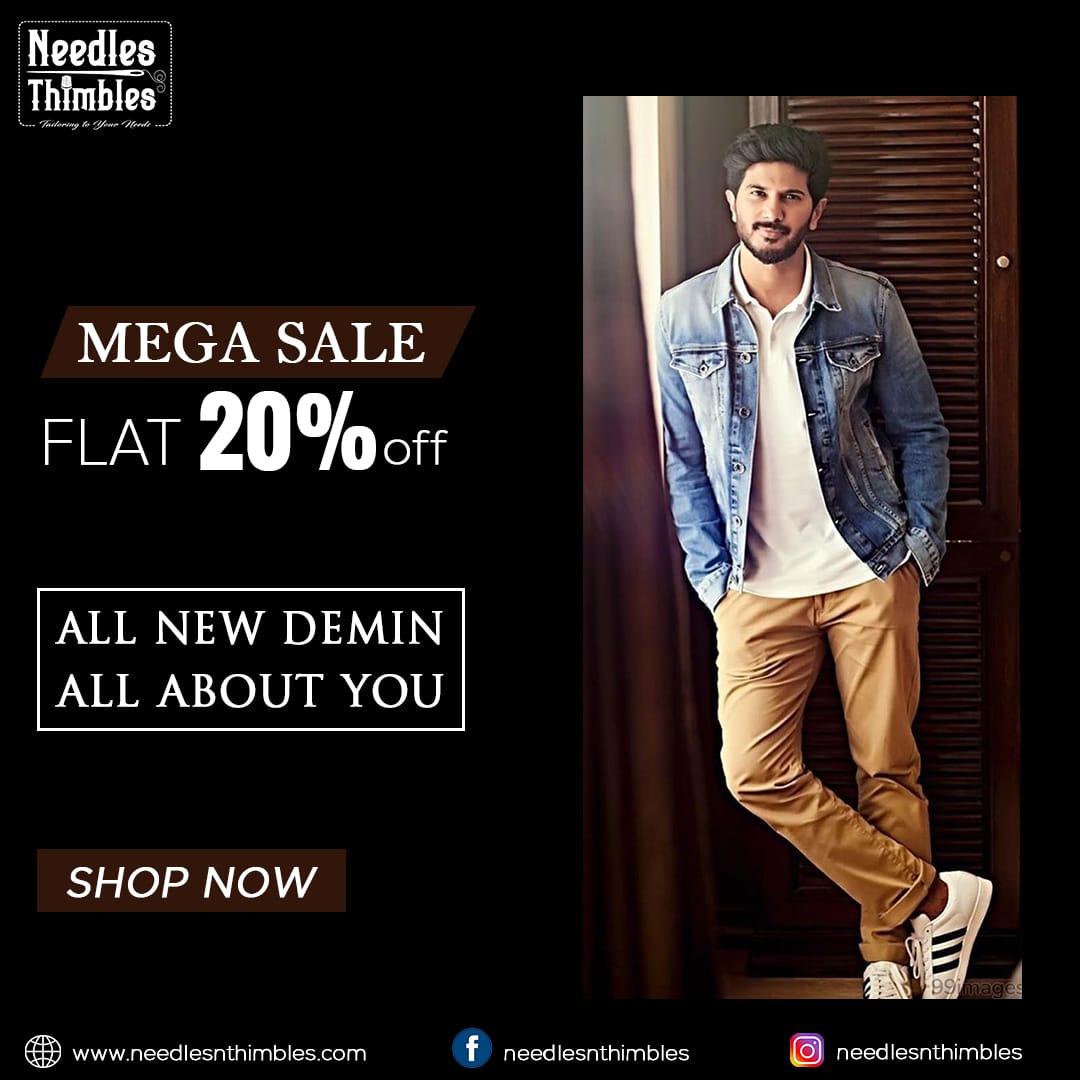 Needles
Thimbles
Tailoring to Your Needs
MEGA SALE
FLAT 20% off
ALL NEW DEMIN
ALL ABOUT YOU
SHOP NOW
99images
www.needlesnthimbles.com
needlesnthimbles
needlesnthimbles